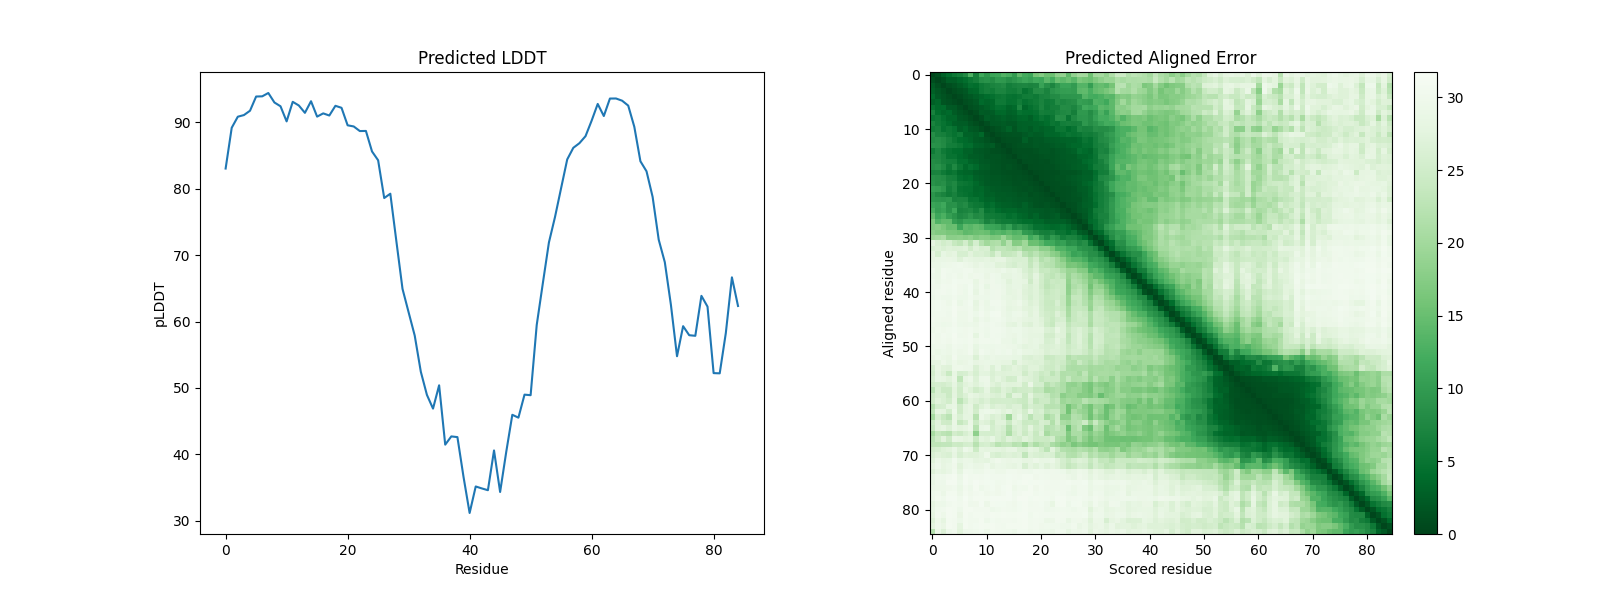 Predicted LDDT
pLDDT
90
80
70
60
50
40
30
0 20 40 60 80
Residue
Predicted Aligned Error
Aligned residue
0
10
20
30
40
50
60
70
80
0 10 20 30 40 50 60 70 80
Scored residue
30
25
20
15
10
5
0